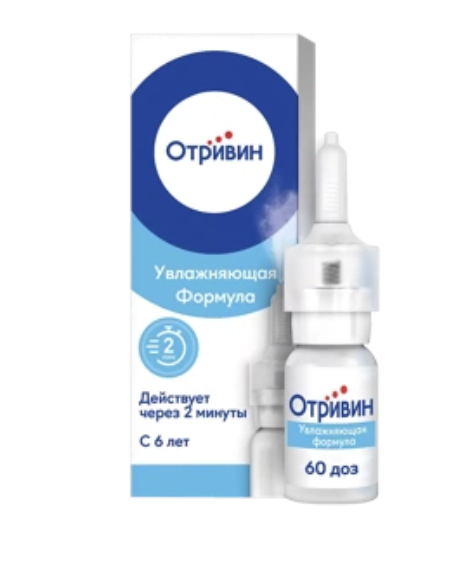 Отривин
Увлажняющая
Формула
2
Действует
через 2 минуты
С 6 лет
Отривин
Увлажняющая
формула
60 доз